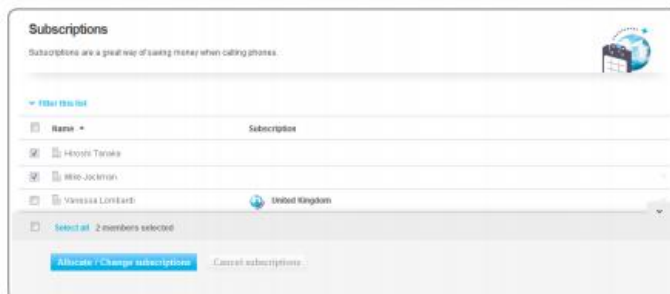 Subscriptions
Subscriptions are a great way of saving money when calling phones.
Filter this list
Name Subscription
Hiroshi Tanaka
Mike Jockman
Vanessa Lombardi United Kingdom
Select all 2 members selected
Allocate / Change subscriptions Cancel subscriptions